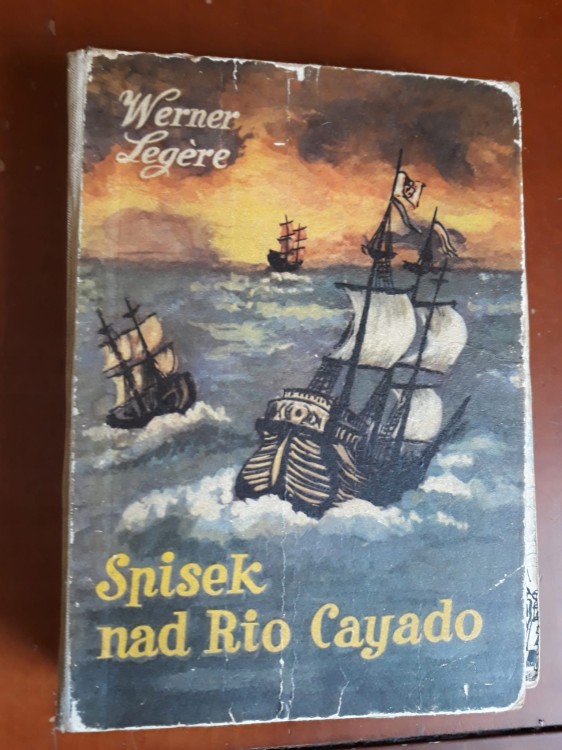 Werner
Legère
Spisek
nad Rio Cayado